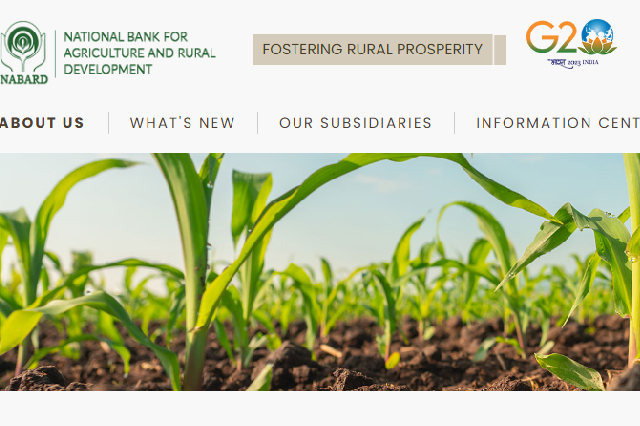 NABARD
NATIONAL BANK FOR
AGRICULTURE AND RURAL
DEVELOPMENT
FOSTERING RURAL PROSPERITY
G20
भारत 2023 INDIA
ABOUT US
WHAT'S NEW
OUR SUBSIDIARIES
INFORMATION CENT